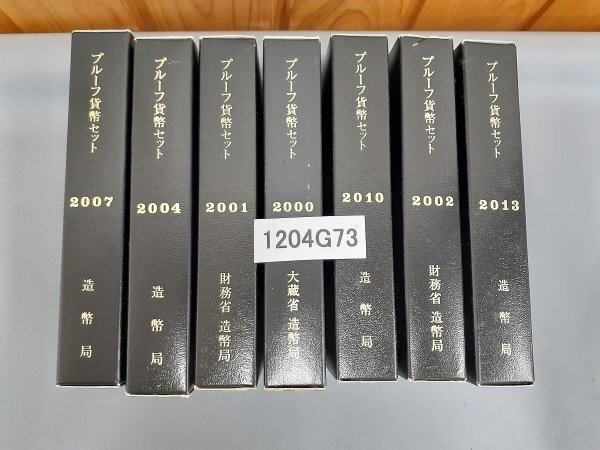 プルーフ貨幣セット
2007
造幣局
プルーフ貨幣セット
2004
造幣局
プルーフ貨幣セット
2001
財務省 造幣局
プルーフ貨幣セット
2000
大蔵省 造幣局
プルーフ貨幣セット
2010
造幣局
プルーフ貨幣セット
2002
財務省 造幣局
プルーフ貨幣セット
2013
造幣局
1204G73